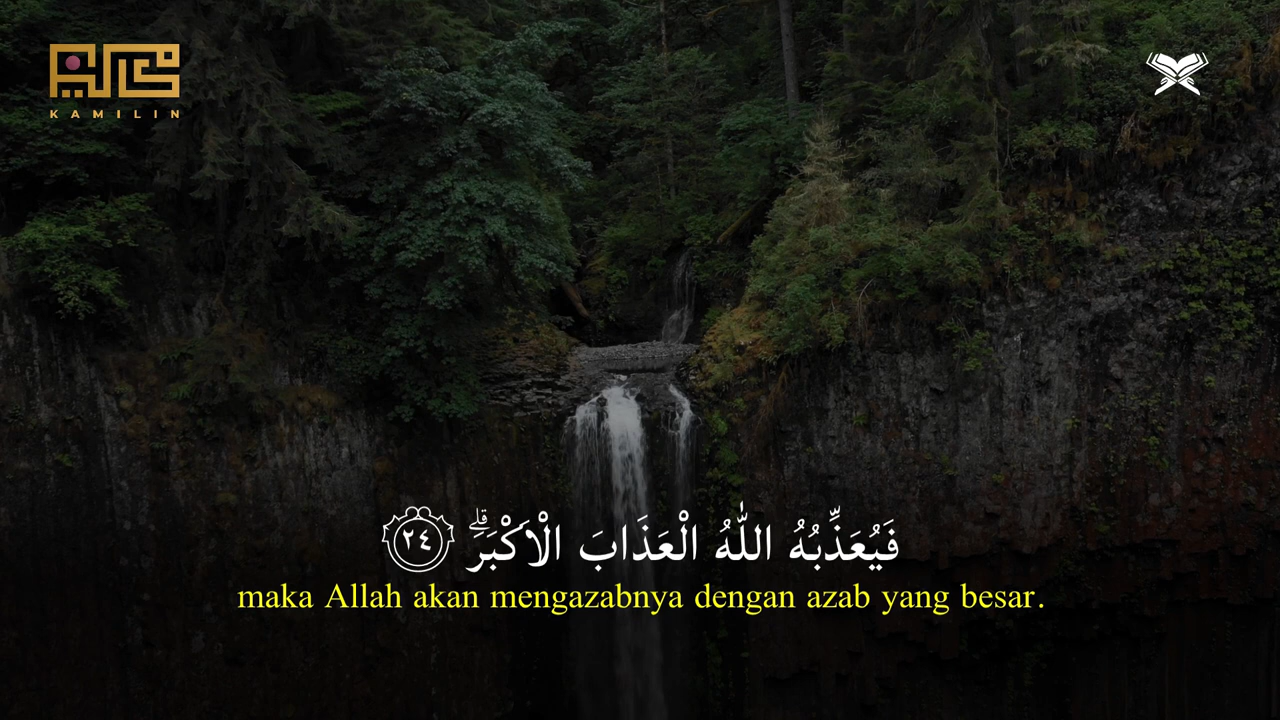 KAMILIN
فَيُعَذِّبُهُ اللّٰهُ الْعَذَابَ الْاَكْبَرَۗ ٢٤
maka Allah akan mengazabnya dengan azab yang besar.